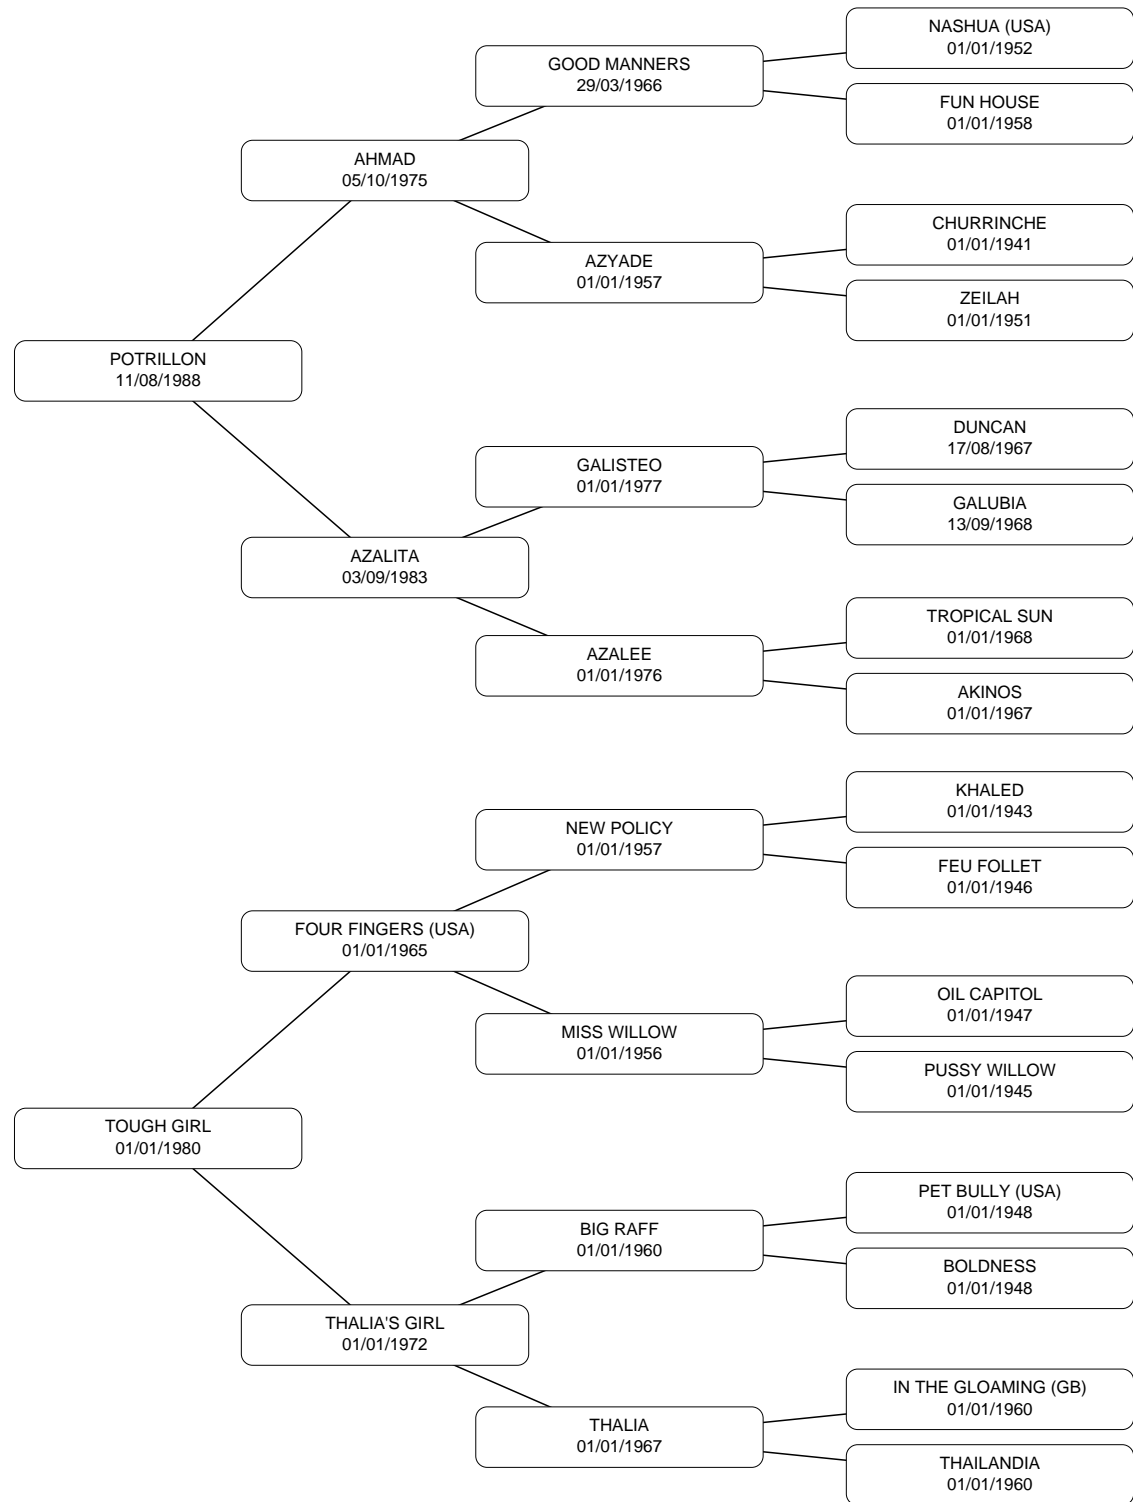 NASHUA (USA)
01/01/1952
GOOD MANNERS
29/03/1966
FUN HOUSE
01/01/1958
AHMAD
05/10/1975
CHURRINCHE
01/01/1941
AZYADE
01/01/1957
ZEILAH
01/01/1951
POTRILLON
11/08/1988
DUNCAN
17/08/1967
GALISTEO
01/01/1977
GALUBIA
13/09/1968
AZALITA
03/09/1983
TROPICAL SUN
01/01/1968
AZALEE
01/01/1976
AKINOS
01/01/1967
KHALED
01/01/1943
NEW POLICY
01/01/1957
FEU FOLLET
01/01/1946
FOUR FINGERS (USA)
01/01/1965
OIL CAPITOL
01/01/1947
MISS WILLOW
01/01/1956
PUSSY WILLOW
01/01/1945
TOUGH GIRL
01/01/1980
PET BULLY (USA)
01/01/1948
BIG RAFF
01/01/1960
BOLDNESS
01/01/1948
THALIA'S GIRL
01/01/1972
IN THE GLOAMING (GB)
01/01/1960
THALIA
01/01/1967
THAILANDIA
01/01/1960